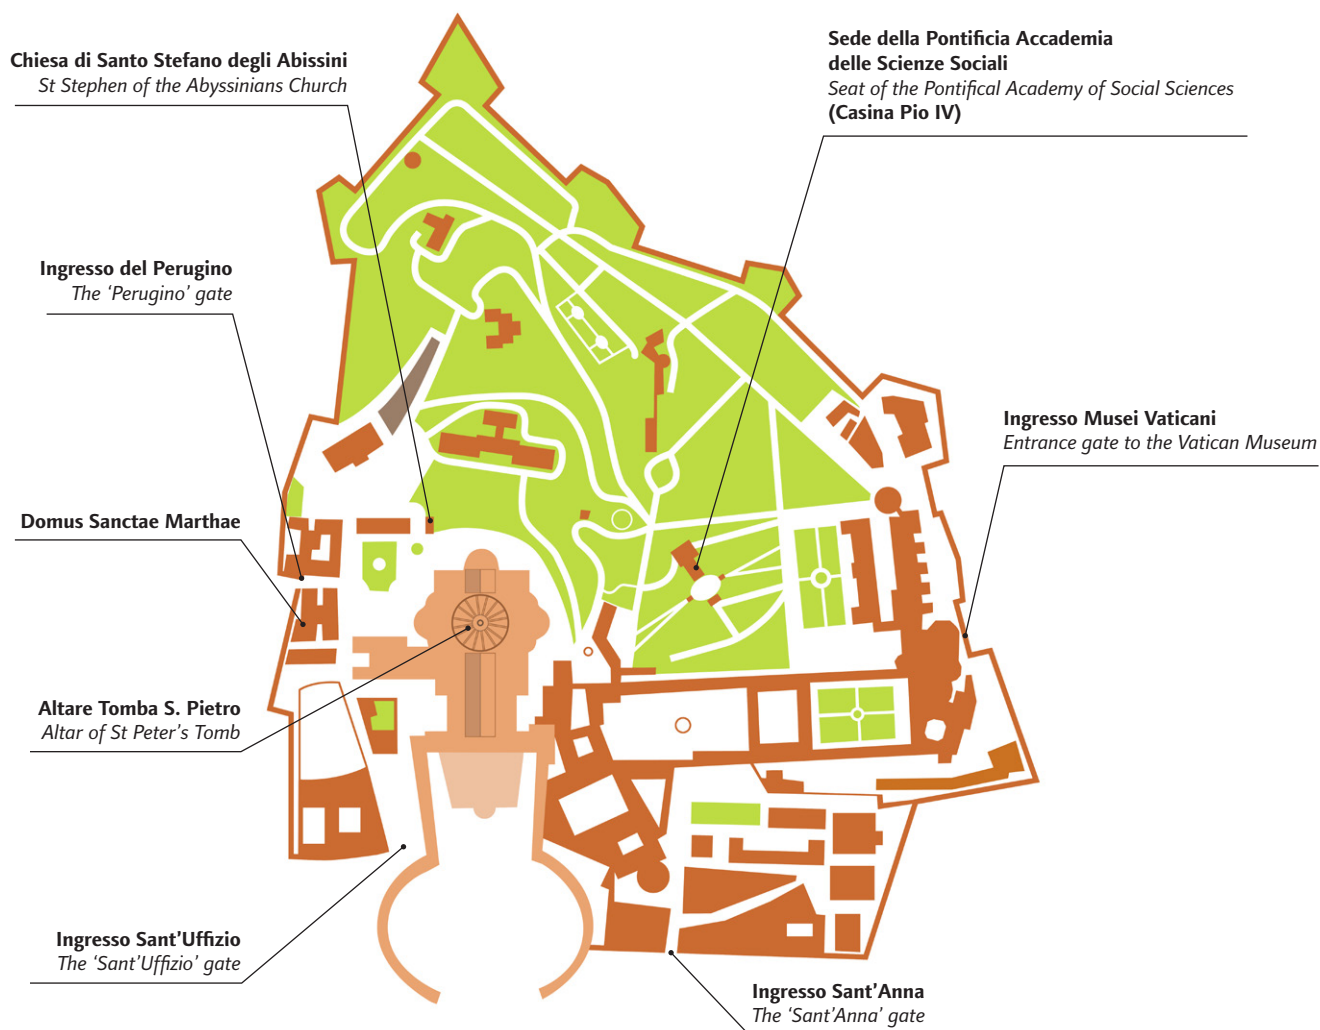 Chiesa di Santo Stefano degli Abissini
St Stephen of the Abyssinians Church
Sede della Pontificia Accademia
delle Scienze Sociali
Seat of the Pontifical Academy of Social Sciences
(Casina Pio IV)
Ingresso del Perugino
The ‘Perugino’ gate
Ingresso Musei Vaticani
Entrance gate to the Vatican Museum
Domus Sanctae Marthae
Altare Tomba S. Pietro
Altar of St Peter’s Tomb
Ingresso Sant’Uffizio
The ‘Sant’Uffizio’ gate
Ingresso Sant’Anna
The ‘Sant’Anna’ gate